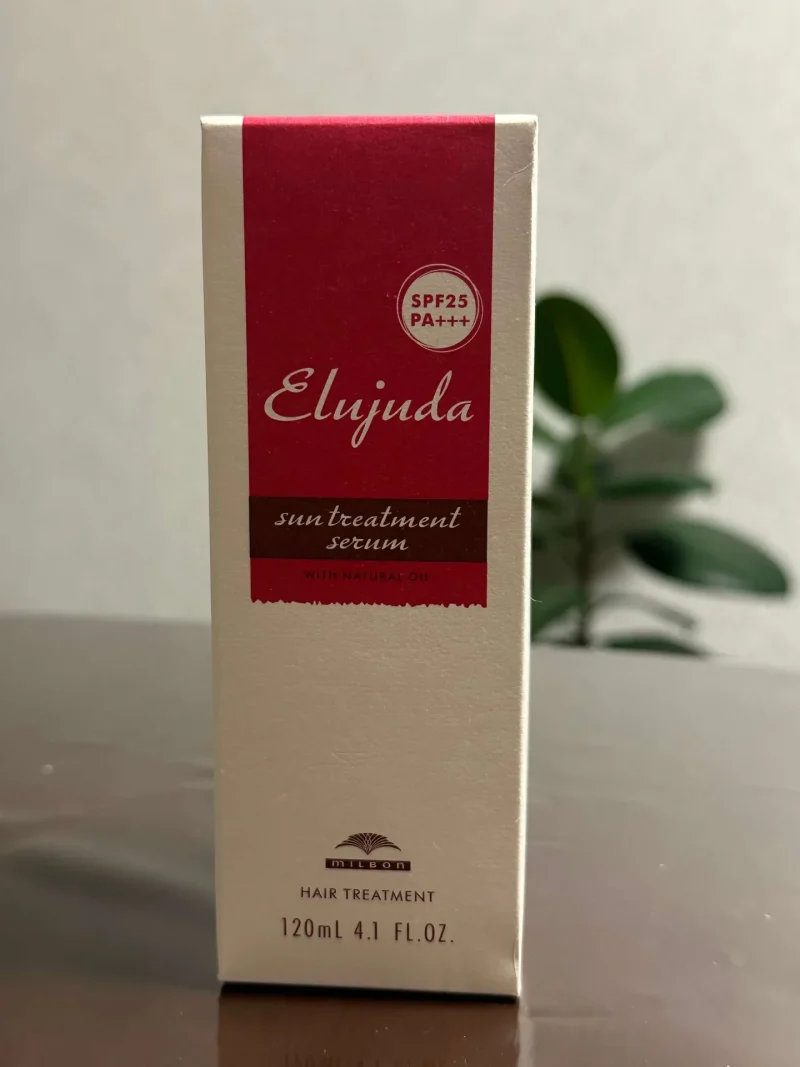 SPF25
PA+++
Elujuda
sun treatment
serum
WITH NATURAL OIL
MILBON
HAIR TREATMENT
120mL 4.1 FL.OZ.